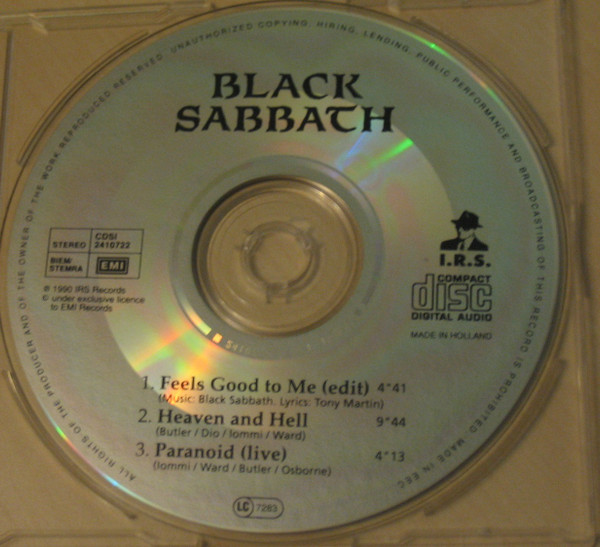 BLACK
SABBATH
ALL RIGHTS OF THE PRODUCER AND OF THE OWNER OF THE WORK REPRODUCED RESERVED. UNAUTHORIZED COPYING. HIRING. LENDING. PUBLIC PERFORMANCE AND BROADCASTING OF THIS RECORD IS PROHIBITED. MADE IN EEC.
STEREO
CDSI
2410722
BIEM/
STEMRA
EMI
℗ 1990 IRS Records
© under exclusive licence
to EMI Records
I.R.S.
COMPACT
disc
DIGITAL AUDIO
MADE IN HOLLAND
1. Feels Good to Me (edit) 4"41
(Music: Black Sabbath. Lyrics: Tony Martin)
2. Heaven and Hell 9"44
(Butler / Dio / Iommi / Ward)
3. Paranoid (live) 4"13
(Iommi / Ward / Butler / Osborne)
LC 7283